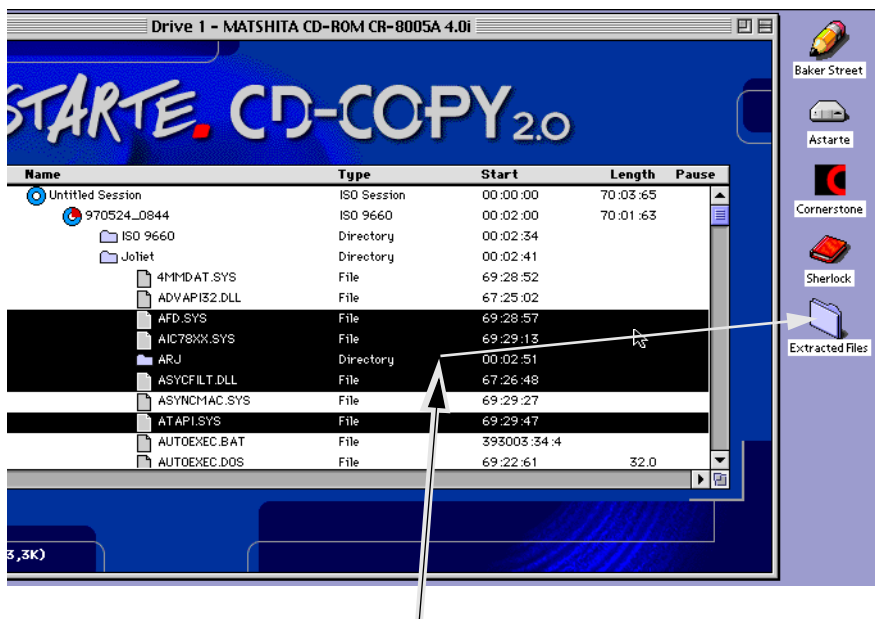 Drive 1 - MATSHITA CD-ROM CR-8005A 4.0i
STARTE. CD-COPY 2.0
Name Type Start Length Pause
Untitled Session ISO Session 00:00:00 70:03:65
970524_0844 ISO 9660 00:02:00 70:01:63
ISO 9660 Directory 00:02:34
Joliet Directory 00:02:41
4MMDAT.SYS File 69:28:52
ADVAPI32.DLL File 67:25:02
AFD.SYS File 69:28:57
AIC78XX.SYS File 69:29:13
ARJ Directory 00:02:51
ASYCFILT.DLL File 67:26:48
ASYNCMAC.SYS File 69:29:27
ATAPI.SYS File 69:29:47
AUTOEXEC.BAT File 393003:34:4
AUTOEXEC.DOS File 69:22:61 32.0
3,3K)
Baker Street
Astarte
Cornerstone
Sherlock
Extracted Files